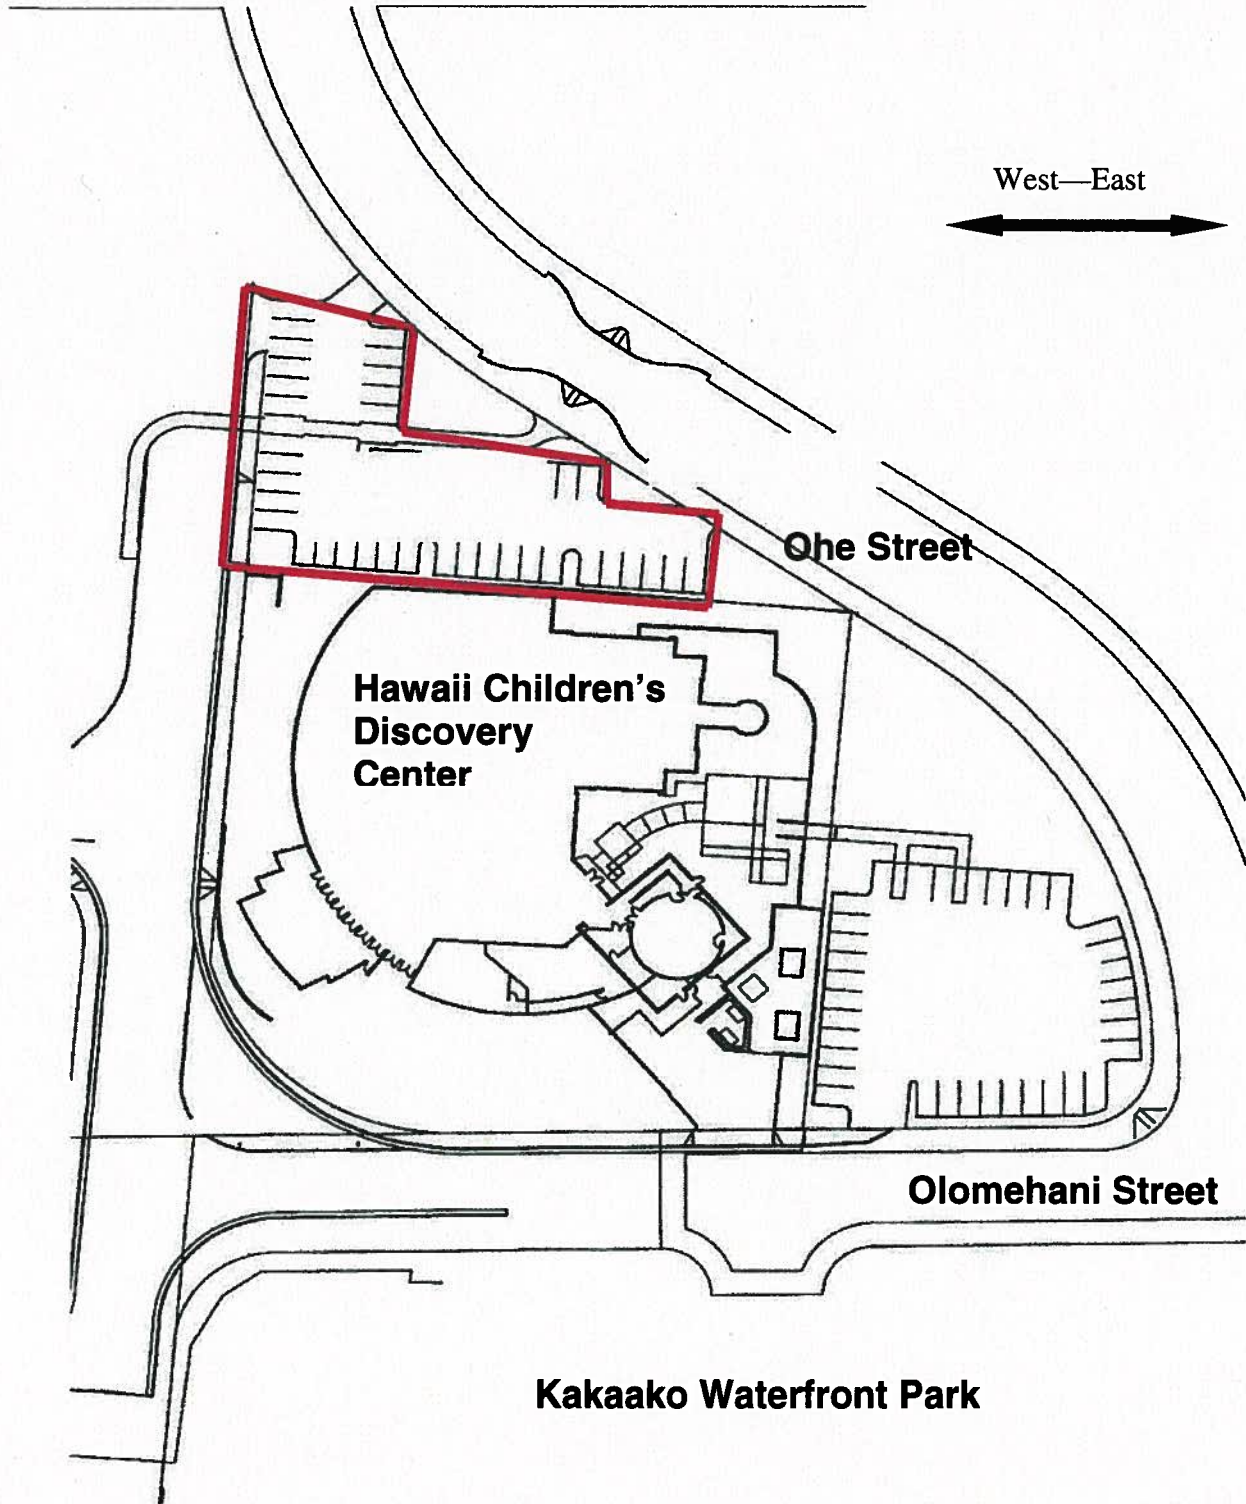 West—East
Ohe Street
Hawaii Children's
Discovery
Center
Olomehani Street
Kakaako Waterfront Park